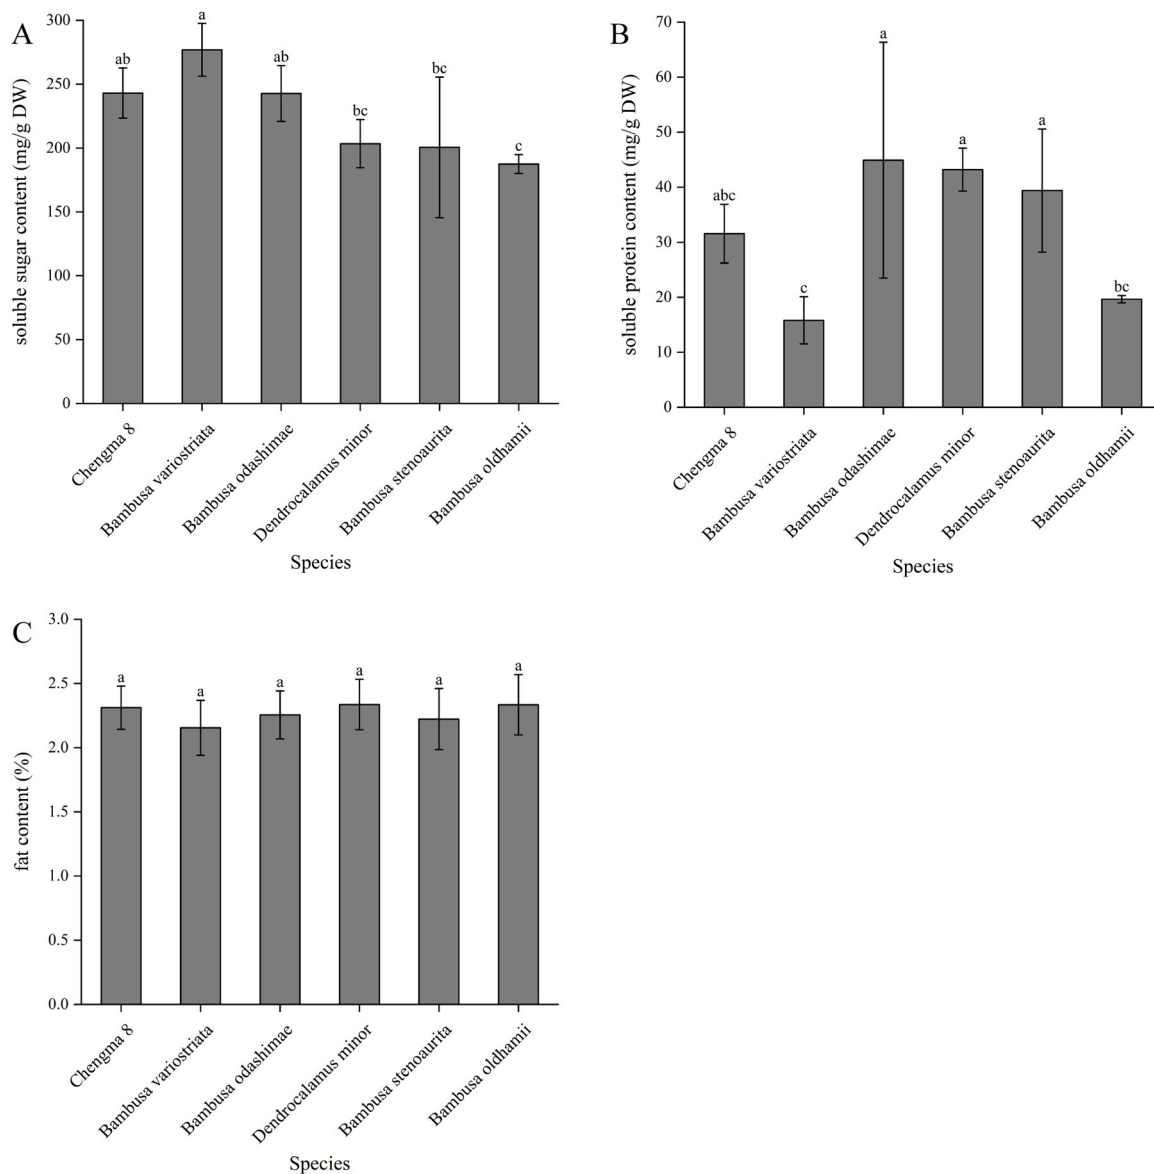 A
soluble sugar content (mg/g DW)
300
250
200
150
100
50
0
ab
a
ab
bc
bc
c
Chengma 8
Bambusa variostriata
Bambusa odashimae
Dendrocalamus minor
Bambusa stenoaurita
Bambusa oldhamii
Species
B
soluble protein content (mg/g DW)
70
60
50
40
30
20
10
0
abc
c
a
a
a
bc
Chengma 8
Bambusa variostriata
Bambusa odashimae
Dendrocalamus minor
Bambusa stenoaurita
Bambusa oldhamii
Species
C
fat content (%)
3.0
2.5
2.0
1.5
1.0
0.5
0.0
a
a
a
a
a
a
Chengma 8
Bambusa variostriata
Bambusa odashimae
Dendrocalamus minor
Bambusa stenoaurita
Bambusa oldhamii
Species